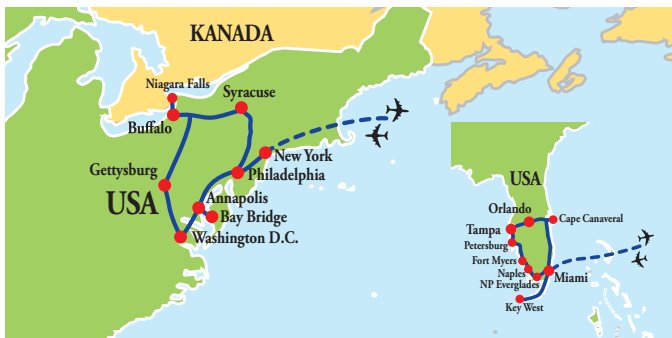 KANADA
Niagara Falls
Syracuse
Buffalo
New York
Gettysburg
Philadelphia
USA
Annapolis
Bay Bridge
Washington D.C.
USA
Orlando
Cape Canaveral
Tampa
Petersburg
Fort Myers
Naples
Miami
NP Everglades
Key West